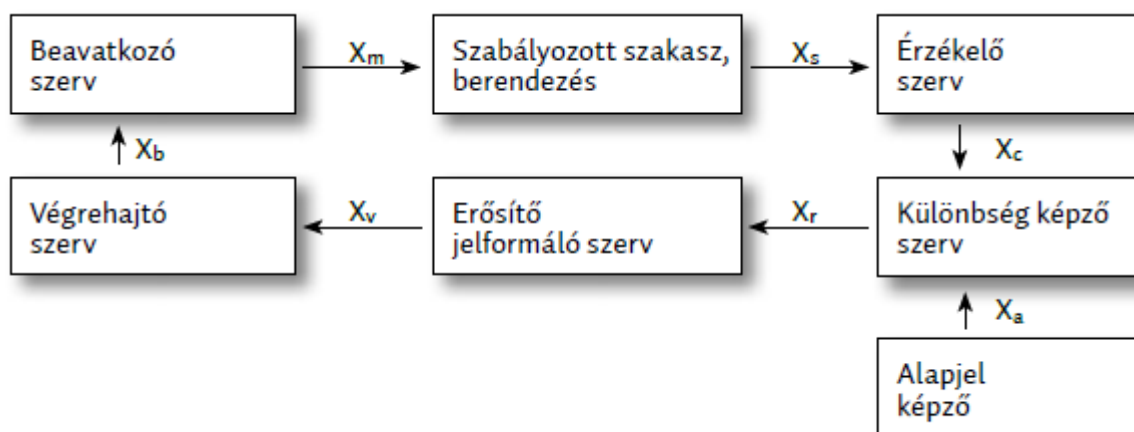 Beavatkozó
szerv
Xm
Szabályozott szakasz,
berendezés
Xs
Érzékelő
szerv
Xb
Xc
Végrehajtó
szerv
Xv
Erősítő
jelformáló szerv
Xr
Különbség képző
szerv
Xa
Alapjel
képző